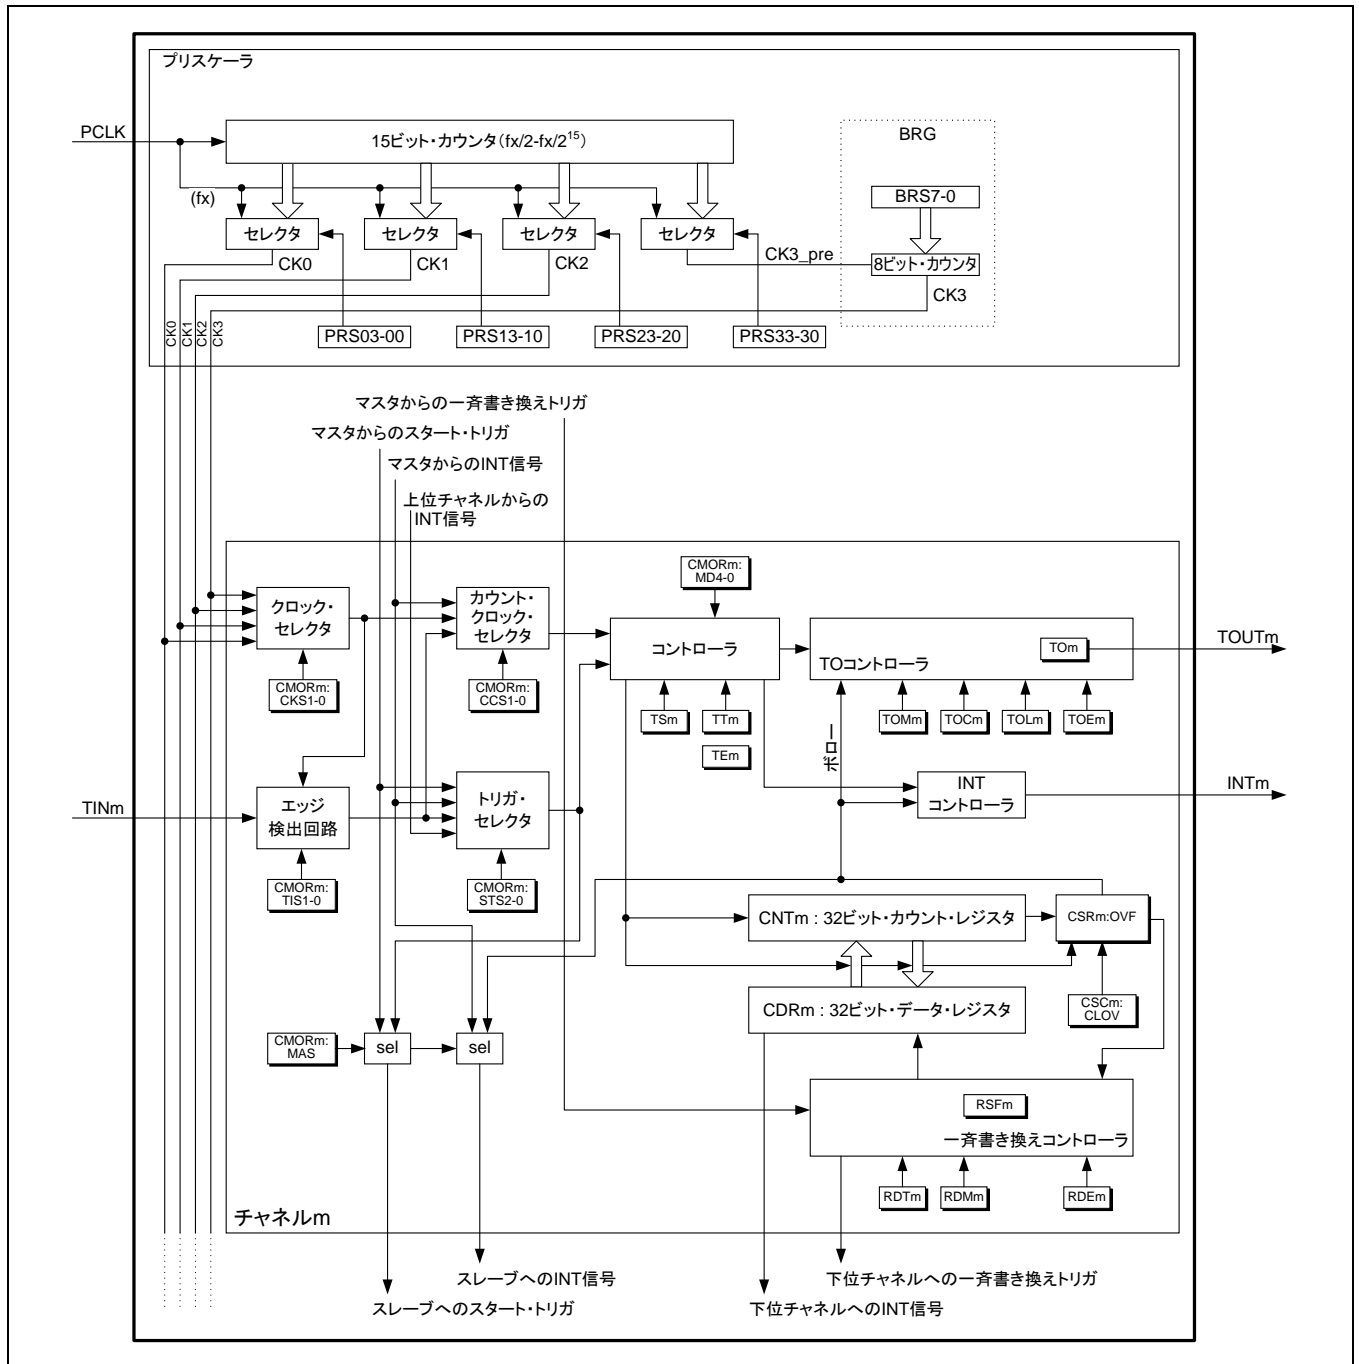 プリスケーラ
PCLK
15ビット・カウンタ(fx/2-fx/2¹⁵)
BRG
(fx)
BRS7-0
セレクタ
セレクタ
セレクタ
セレクタ
CK0
CK1
CK2
CK3_pre
8ビット・カウンタ
CK3
CK0
CK1
CK2
CK3
PRS03-00
PRS13-10
PRS23-20
PRS33-30
マスタからの一斉書き換えトリガ
マスタからのスタート・トリガ
マスタからのINT信号
上位チャネルからの
INT信号
CMORm:
MD4-0
クロック・
セレクタ
カウント・
クロック・
セレクタ
コントローラ
TOm
TOコントローラ
TOUTm
CMORm:
CKS1-0
CMORm:
CCS1-0
TSm
TTm
TOMm
TOCm
TOLm
TOEm
TEm
ボロー
TINm
エッジ
検出回路
トリガ・
セレクタ
INT
コントローラ
INTm
CMORm:
TIS1-0
CMORm:
STS2-0
CNTm : 32ビット・カウント・レジスタ
CSRm:OVF
CDRm : 32ビット・データ・レジスタ
CSCm:
CLOV
CMORm:
MAS
sel
sel
RSFm
一斉書き換えコントローラ
RDTm
RDMm
RDEm
チャネルm
スレーブへのINT信号
下位チャネルへの一斉書き換えトリガ
スレーブへのスタート・トリガ
下位チャネルへのINT信号